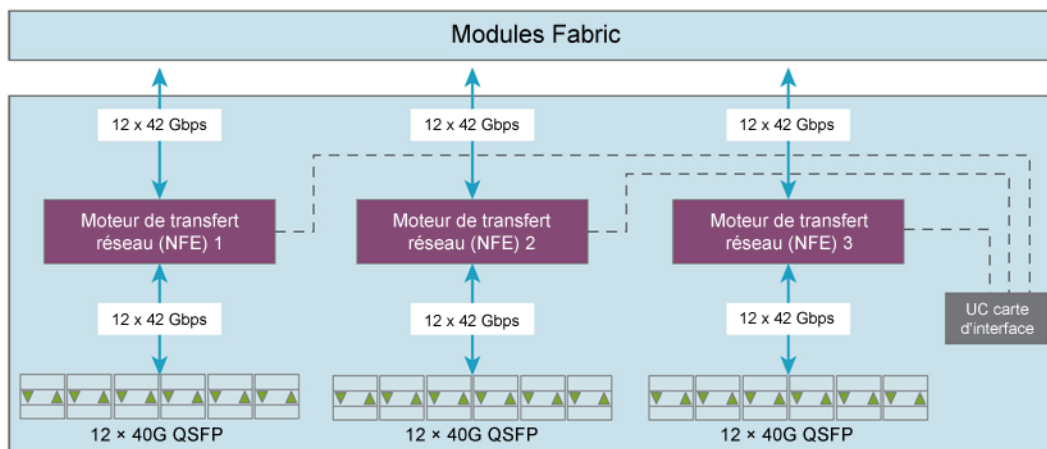 Modules Fabric
12 x 42 Gbps
12 x 42 Gbps
12 x 42 Gbps
Moteur de transfert
réseau (NFE) 1
Moteur de transfert
réseau (NFE) 2
Moteur de transfert
réseau (NFE) 3
12 x 42 Gbps
12 x 42 Gbps
12 x 42 Gbps
UC carte
d'interface
12 × 40G QSFP
12 × 40G QSFP
12 × 40G QSFP